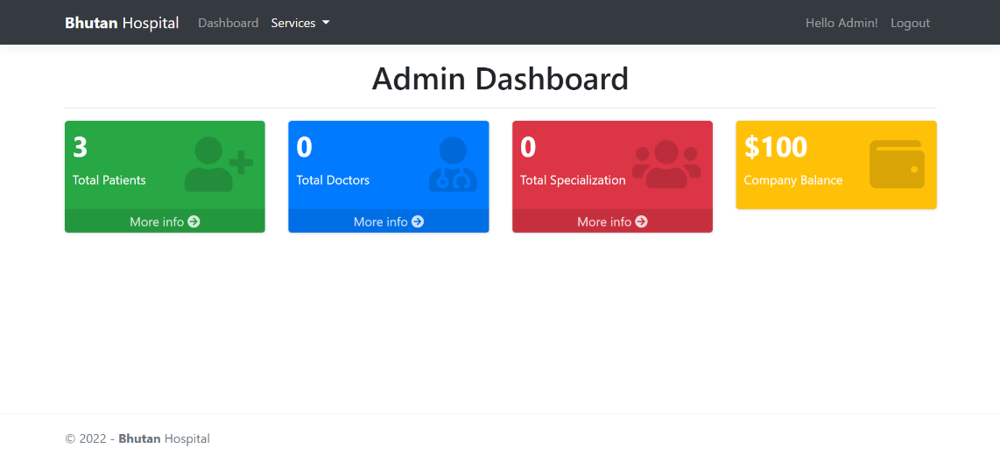 Bhutan Hospital Dashboard Services Hello Admin! Logout
Admin Dashboard
3
Total Patients
More info
0
Total Doctors
More info
0
Total Specialization
More info
$100
Company Balance
© 2022 - Bhutan Hospital